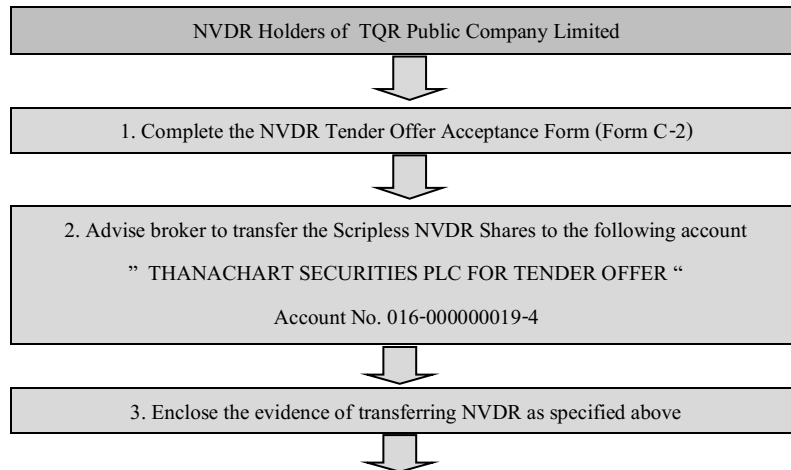 NVDR Holders of TQR Public Company Limited
1. Complete the NVDR Tender Offer Acceptance Form (Form C-2)
2. Advise broker to transfer the Scripless NVDR Shares to the following account
” THANACHART SECURITIES PLC FOR TENDER OFFER “
Account No. 016-000000019-4
3. Enclose the evidence of transferring NVDR as specified above